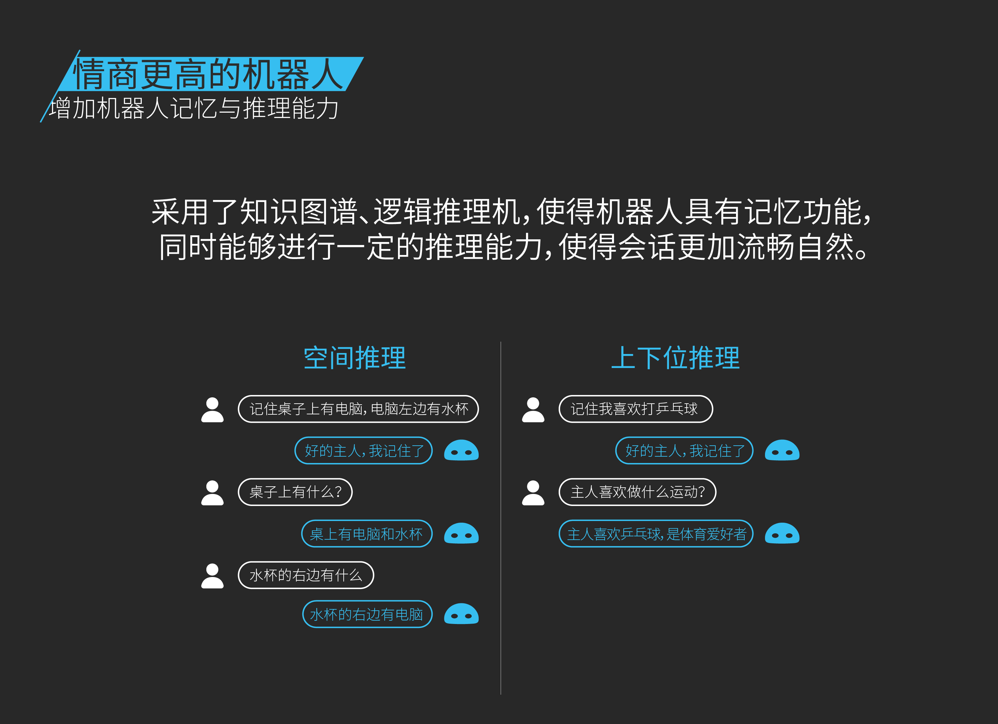 情商更高的机器人
增加机器人记忆与推理能力
采用了知识图谱、逻辑推理机，使得机器人具有记忆功能，
同时能够进行一定的推理能力，使得会话更加流畅自然。
空间推理
记住桌子上有电脑，电脑左边有水杯
好的主人，我记住了
桌子上有什么？
桌上有电脑和水杯
水杯的右边有什么
水杯的右边有电脑
上下位推理
记住我喜欢打乒乓球
好的主人，我记住了
主人喜欢做什么运动？
主人喜欢乒乓球，是体育爱好者